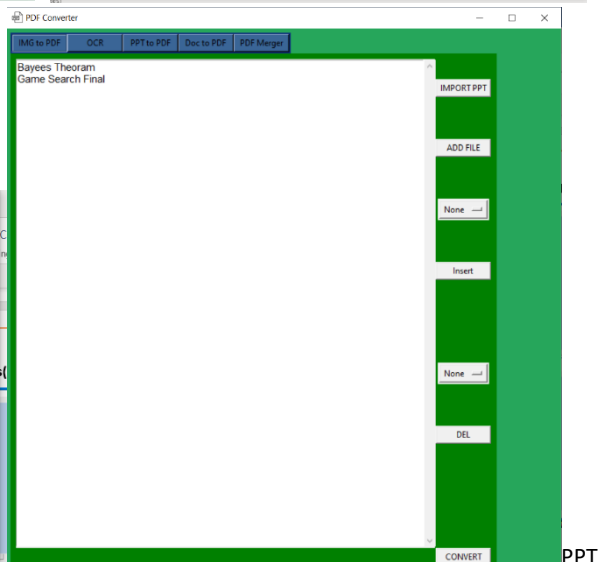 PDF Converter
IMG to PDF OCR PPT to PDF Doc to PDF PDF Merger
Bayees Theoram
Game Search Final
IMPORT PPT
ADD FILE
None
Insert
None
DEL
CONVERT
PPT